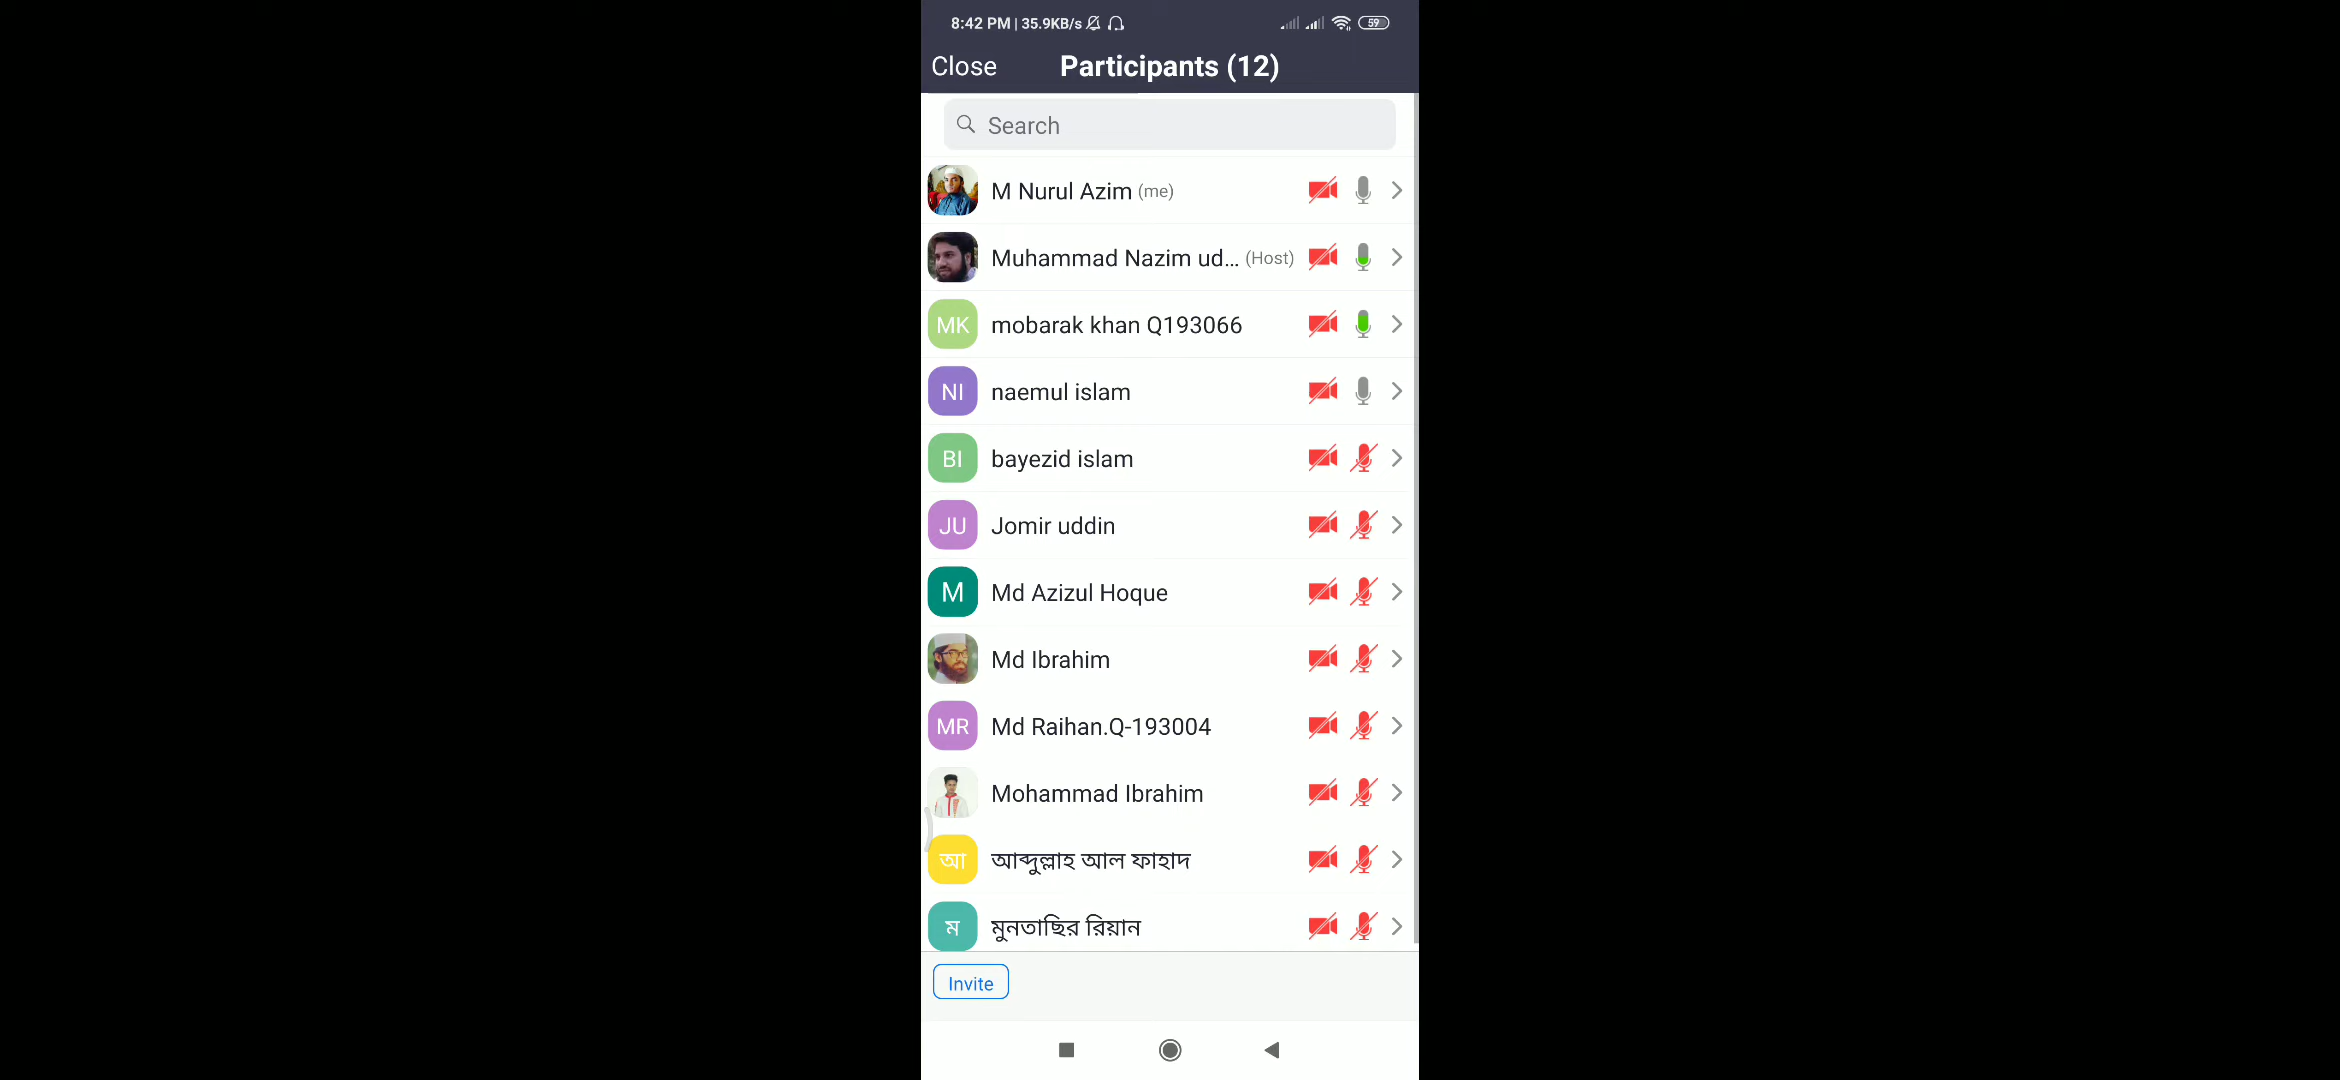 8:42 PM | 35.9KB/s 59
Close Participants (12)
Search
M Nurul Azim (me)
Muhammad Nazim ud... (Host)
MK mobarak khan Q193066
NI naemul islam
BI bayezid islam
JU Jomir uddin
M Md Azizul Hoque
Md Ibrahim
MR Md Raihan.Q-193004
Mohammad Ibrahim
আ আব্দুল্লাহ আল ফাহাদ
ম মুনতাছির রিয়ান
Invite